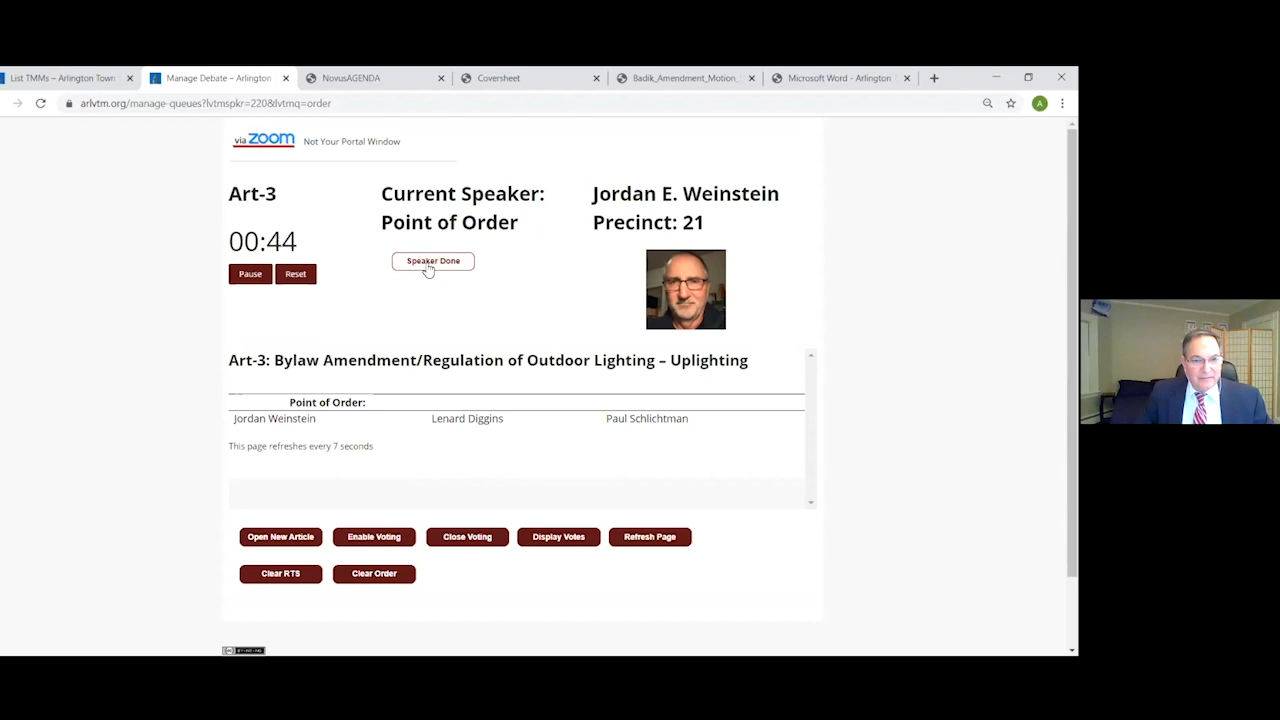 List TMMs – Arlington Town
Manage Debate – Arlington
NovusAGENDA
Coversheet
Badik_Amendment_Motion_
Microsoft Word - Arlington
arlvtm.org/manage-queues?lvtmspkr=220&lvtmq=order
A
via zoom Not Your Portal Window
Art-3
Current Speaker:
Point of Order
Jordan E. Weinstein
Precinct: 21
00:44
Pause
Reset
Speaker Done
Art-3: Bylaw Amendment/Regulation of Outdoor Lighting – Uplighting
Point of Order:
Jordan Weinstein Lenard Diggins Paul Schlichtman
This page refreshes every 7 seconds
Open New Article Enable Voting Close Voting Display Votes Refresh Page
Clear RTS Clear Order